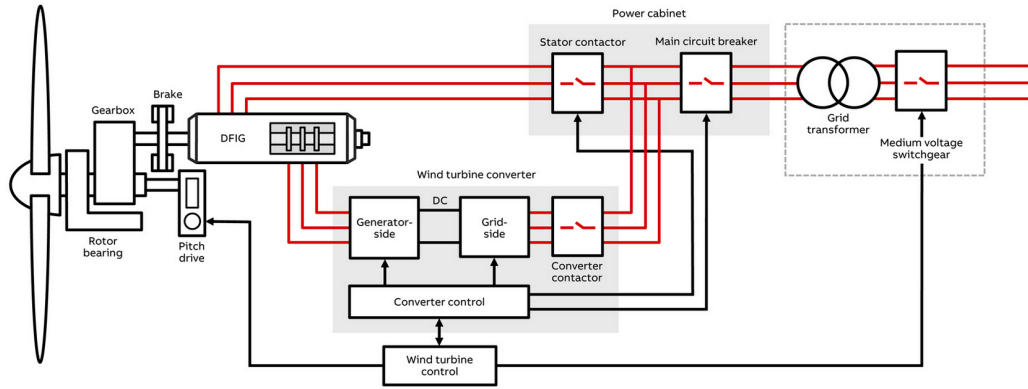 Power cabinet
Stator contactor
Main circuit breaker
Gearbox
Brake
DFIG
Grid
transformer
Medium voltage
switchgear
Wind turbine converter
DC
Generator-
side
Grid-
side
Rotor
bearing
Pitch
drive
Converter
contactor
Converter control
Wind turbine
control